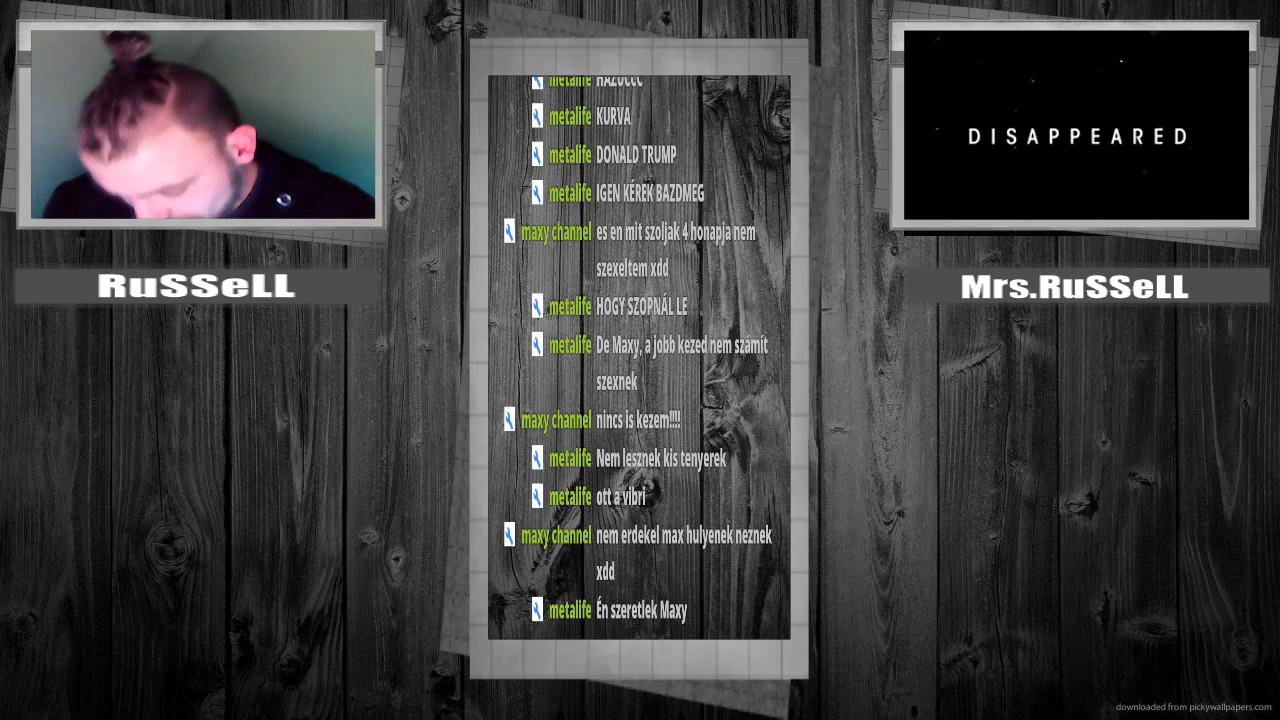 metalife HAZUCCC
metalife KURVA
metalife DONALD TRUMP
metalife IGEN KÉREK BAZDMEG
maxy channel es en mit szoljak 4 honapja nem
szexeltem xdd
metalife HOGY SZOPNÁL LE
metalife De Maxy, a jobb kezed nem számít
szexnek
maxy channel nincs is kezem!!!!
metalife Nem lesznek kis tenyerek
metalife ott a vibri
maxy channel nem erdekel max hulyenek neznek
xdd
metalife Én szeretlek Maxy
RuSSeLL
DISAPPEARED
Mrs.RuSSeLL
downloaded from pickywallpapers.com